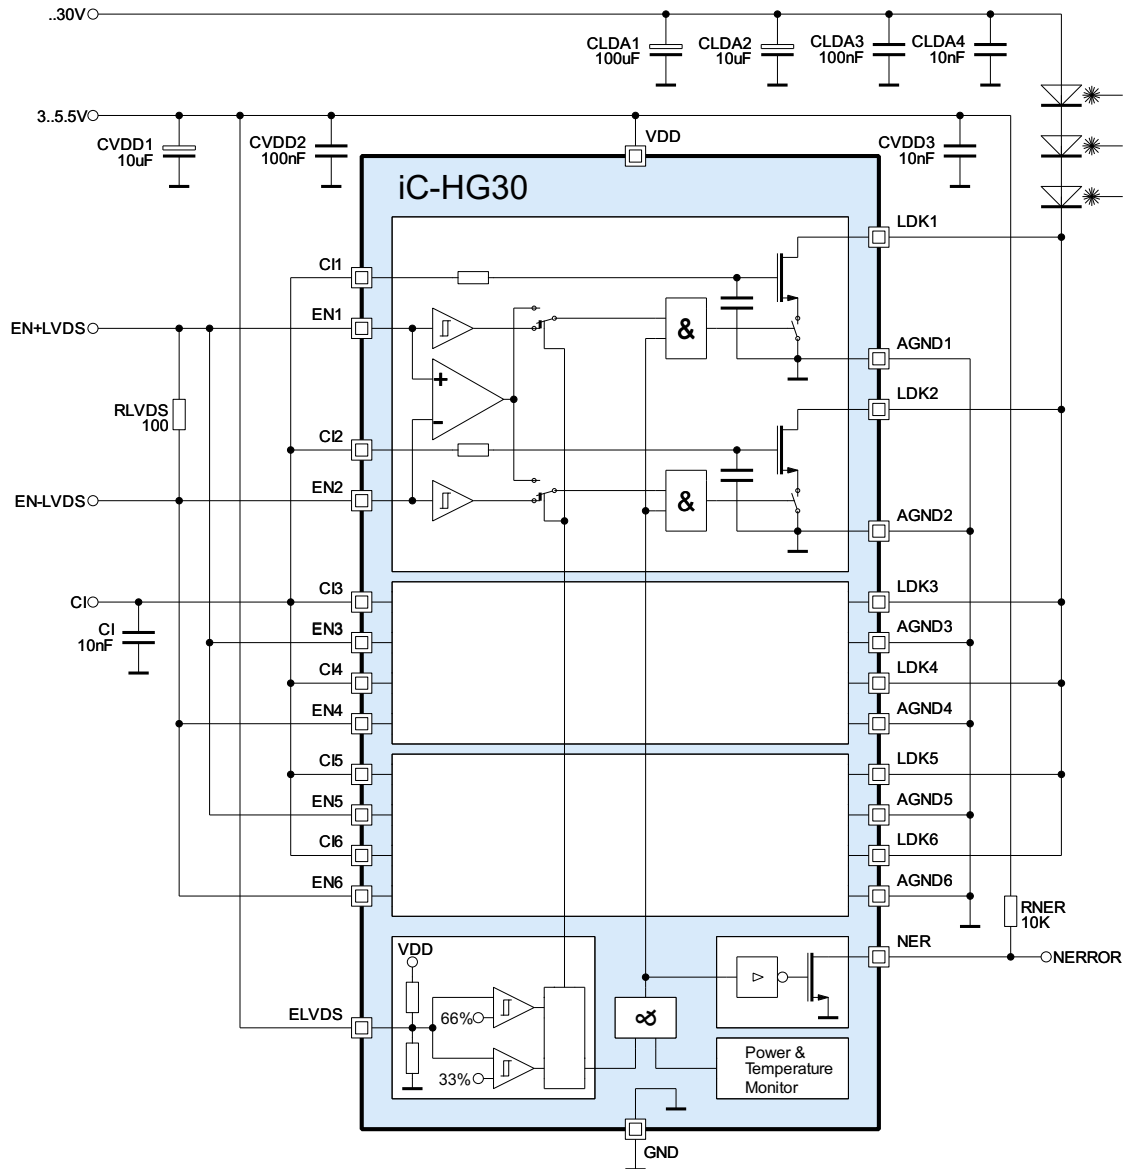 ..30V
CLDA1
100uF
CLDA2
10uF
CLDA3
100nF
CLDA4
10nF
3..5.5V
CVDD1
10uF
CVDD2
100nF
VDD
CVDD3
10nF
iC-HG30
LDK1
CI1
EN+LVDS
EN1
&
AGND1
+
LDK2
RLVDS
100
-
CI2
EN-LVDS
EN2
&
AGND2
CI
CI3
LDK3
CI
10nF
EN3
AGND3
CI4
LDK4
EN4
AGND4
CI5
LDK5
EN5
AGND5
CI6
LDK6
EN6
AGND6
RNER
10K
VDD
NER
NERROR
ELVDS
66%
&
33%
Power &
Temperature
Monitor
GND